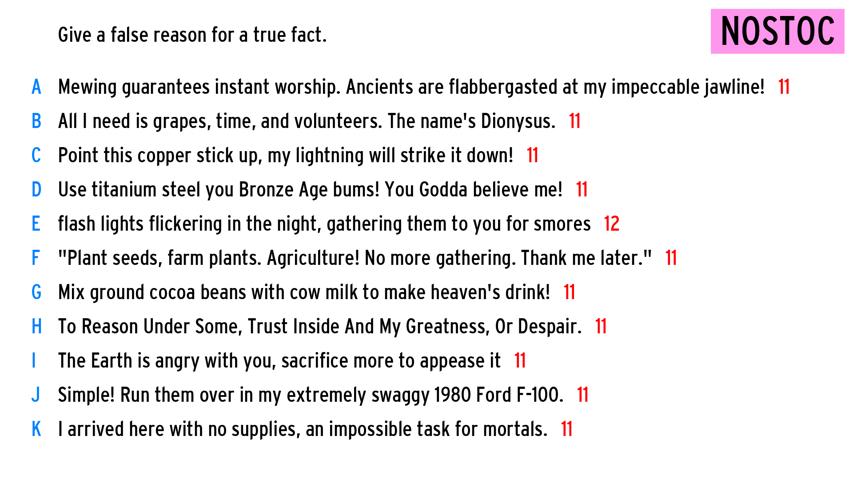 Give a false reason for a true fact.
NOSTOC
A Mewing guarantees instant worship. Ancients are flabbergasted at my impeccable jawline! 11
B All I need is grapes, time, and volunteers. The name's Dionysus. 11
C Point this copper stick up, my lightning will strike it down! 11
D Use titanium steel you Bronze Age bums! You Godda believe me! 11
E flash lights flickering in the night, gathering them to you for smores 12
F "Plant seeds, farm plants. Agriculture! No more gathering. Thank me later." 11
G Mix ground cocoa beans with cow milk to make heaven's drink! 11
H To Reason Under Some, Trust Inside And My Greatness, Or Despair. 11
I The Earth is angry with you, sacrifice more to appease it 11
J Simple! Run them over in my extremely swaggy 1980 Ford F-100. 11
K I arrived here with no supplies, an impossible task for mortals. 11